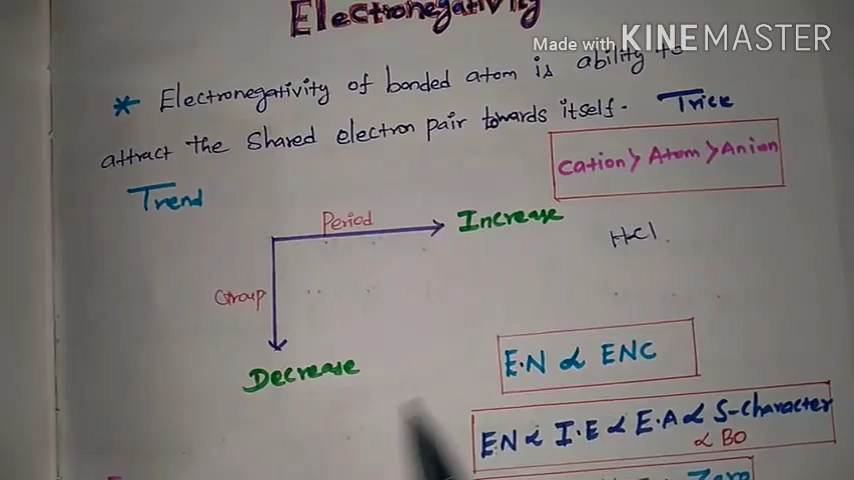 Electronegativity
Made with KINEMASTER
* Electronegativity of bonded atom is ability to
attract the shared electron pair towards itself. Trick
Cation > Atom > Anion
Trend
Period Increase
HCl.
Group
Decrease
E.N ∝ ENC
E.N ∝ I.E ∝ E.A ∝ S-character
∝ BO
Zero